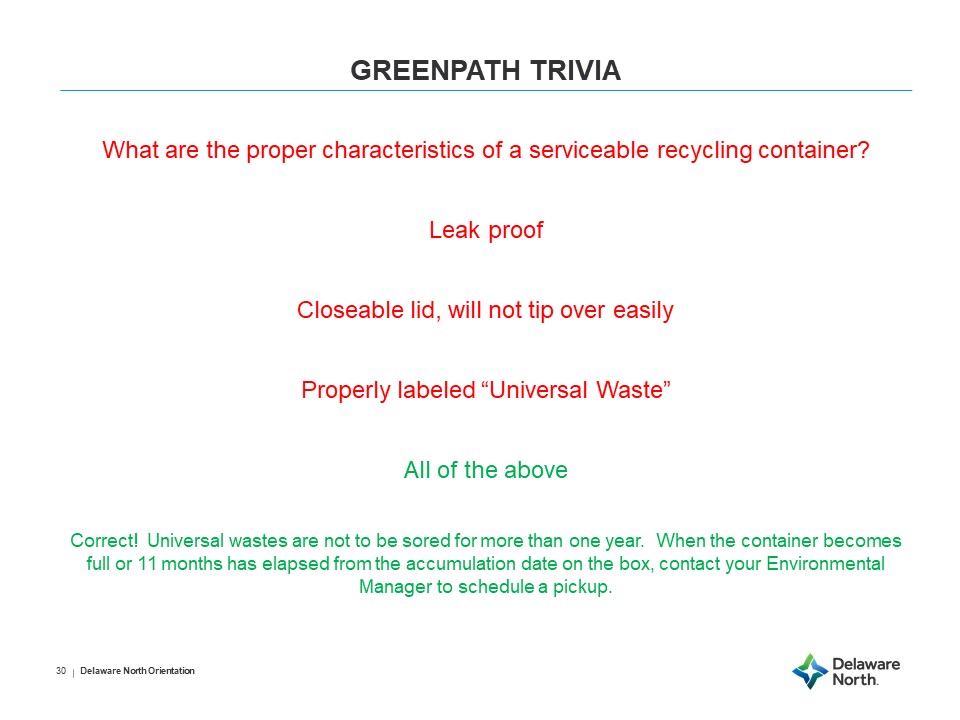 GREENPATH TRIVIA
What are the proper characteristics of a serviceable recycling container?
Leak proof
Closeable lid, will not tip over easily
Properly labeled “Universal Waste”
All of the above
Correct!  Universal wastes are not to be sored for more than one year.  When the container becomes
full or 11 months has elapsed from the accumulation date on the box, contact your Environmental
Manager to schedule a pickup.
30 | Delaware North Orientation
Delaware
North.